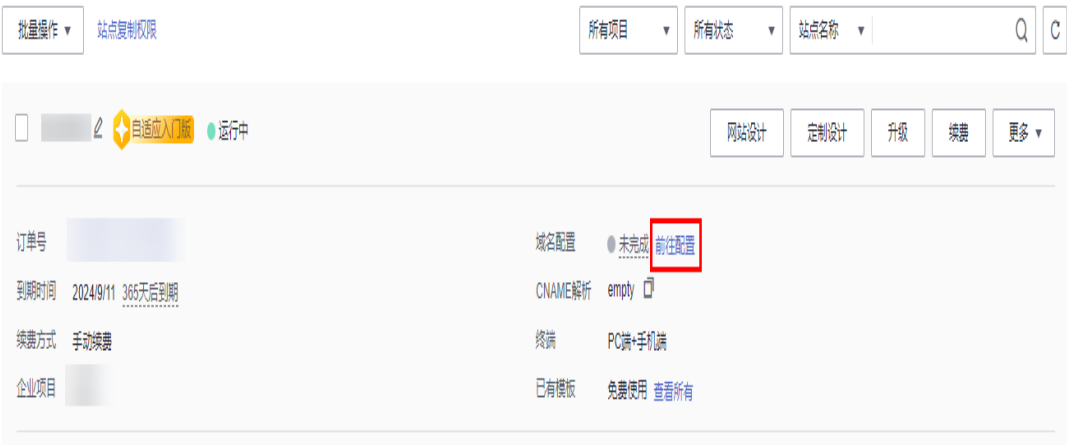 批量操作 站点复制权限 所有项目 所有状态 站点名称
自适应入门版 运行中 网站设计 定制设计 升级 续费 更多
订单号 域名配置 未完成 前往配置
到期时间 2024/9/11 365天后到期 CNAME解析 empty
续费方式 手动续费 终端 PC端+手机端
企业项目 已有模板 免费使用 查看所有